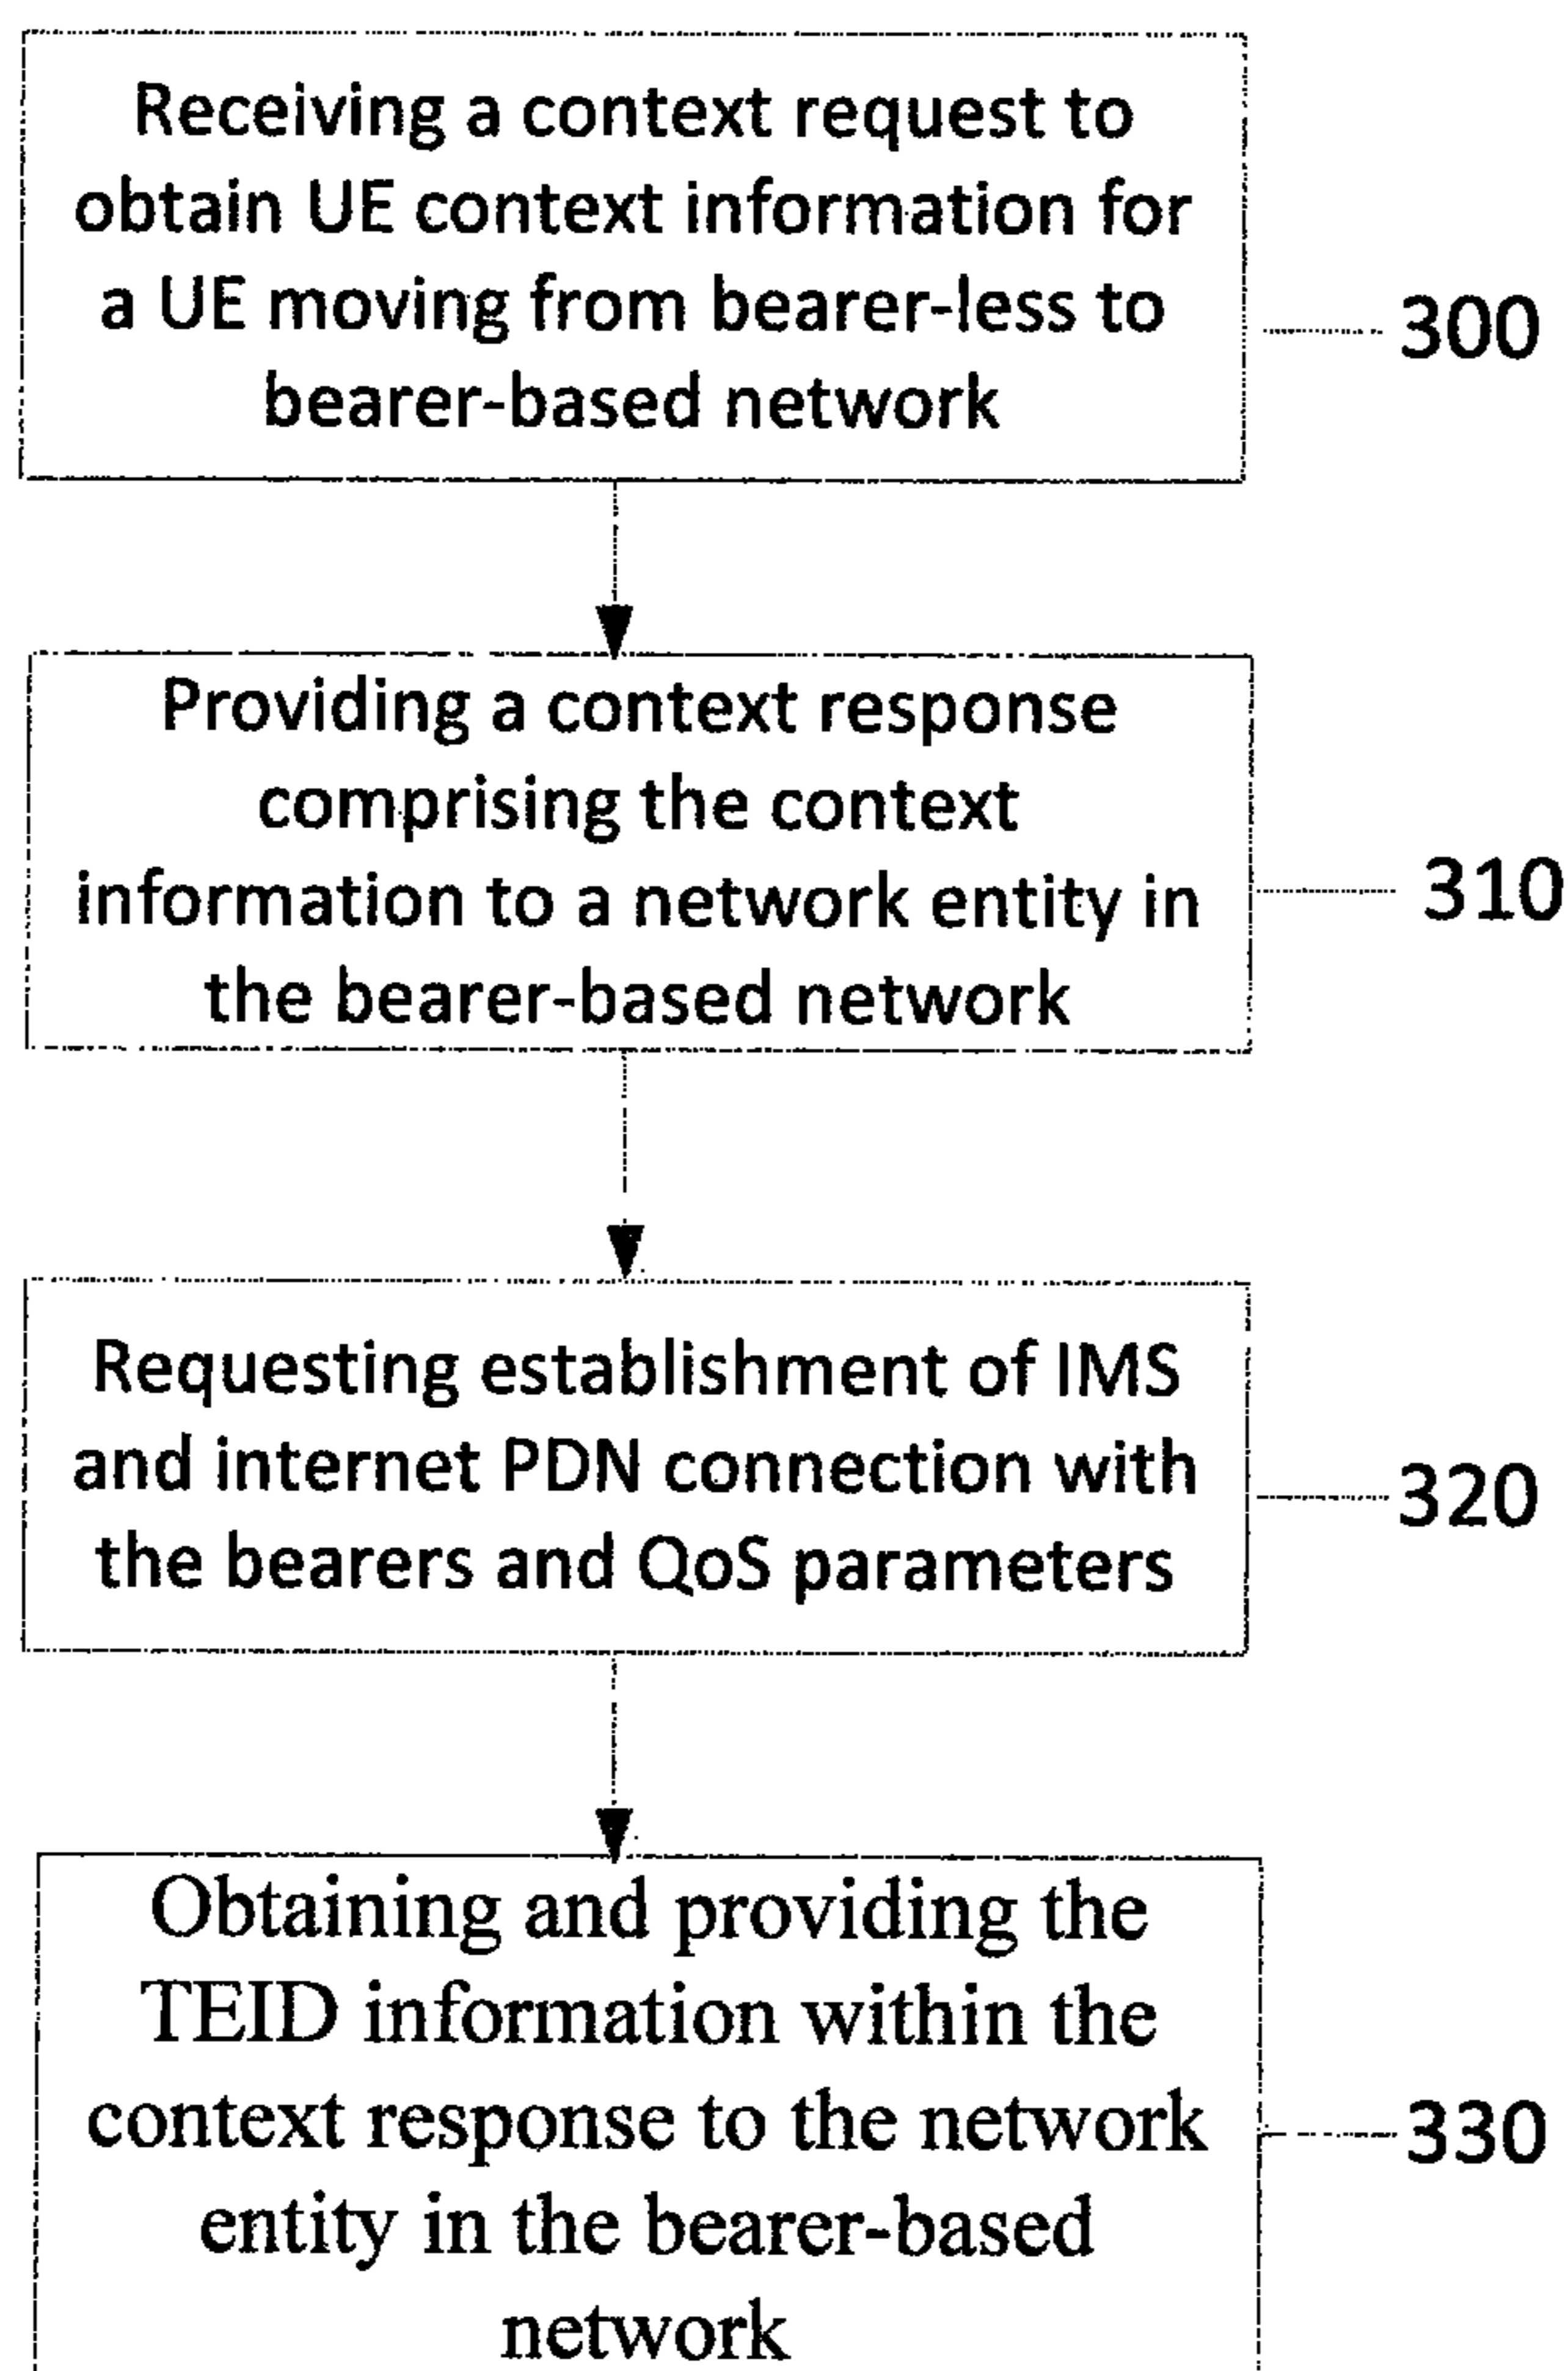 Receiving a context request to
obtain UE context information for
a UE moving from bearer-less to
bearer-based network
300
Providing a context response
comprising the context
information to a network entity in
the bearer-based network
310
Requesting establishment of IMS
and internet PDN connection with
the bearers and QoS parameters
320
Obtaining and providing the
TEID information within the
context response to the network
entity in the bearer-based
network
330